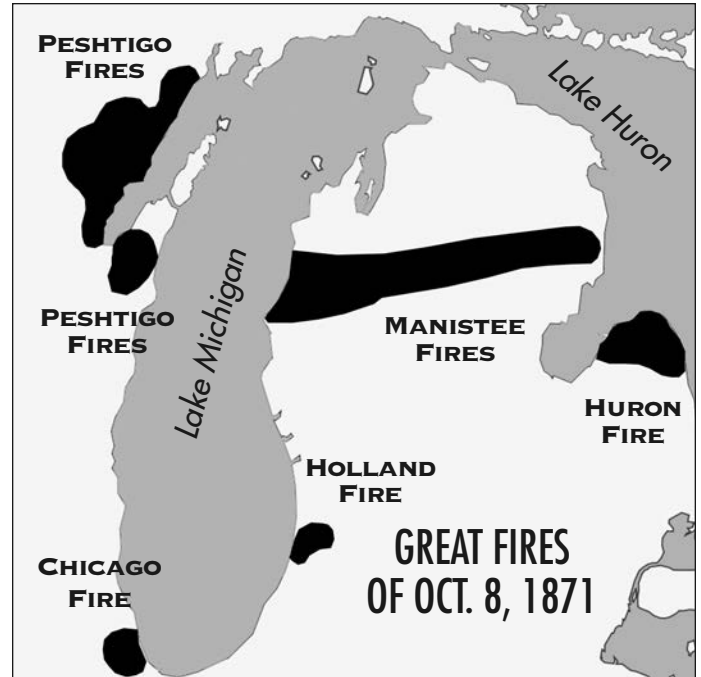 PESHTIGO
FIRES
Lake Huron
PESHTIGO
FIRES
Lake Michigan
MANISTEE
FIRES
HURON
FIRE
HOLLAND
FIRE
GREAT FIRES
OF OCT. 8, 1871
CHICAGO
FIRE